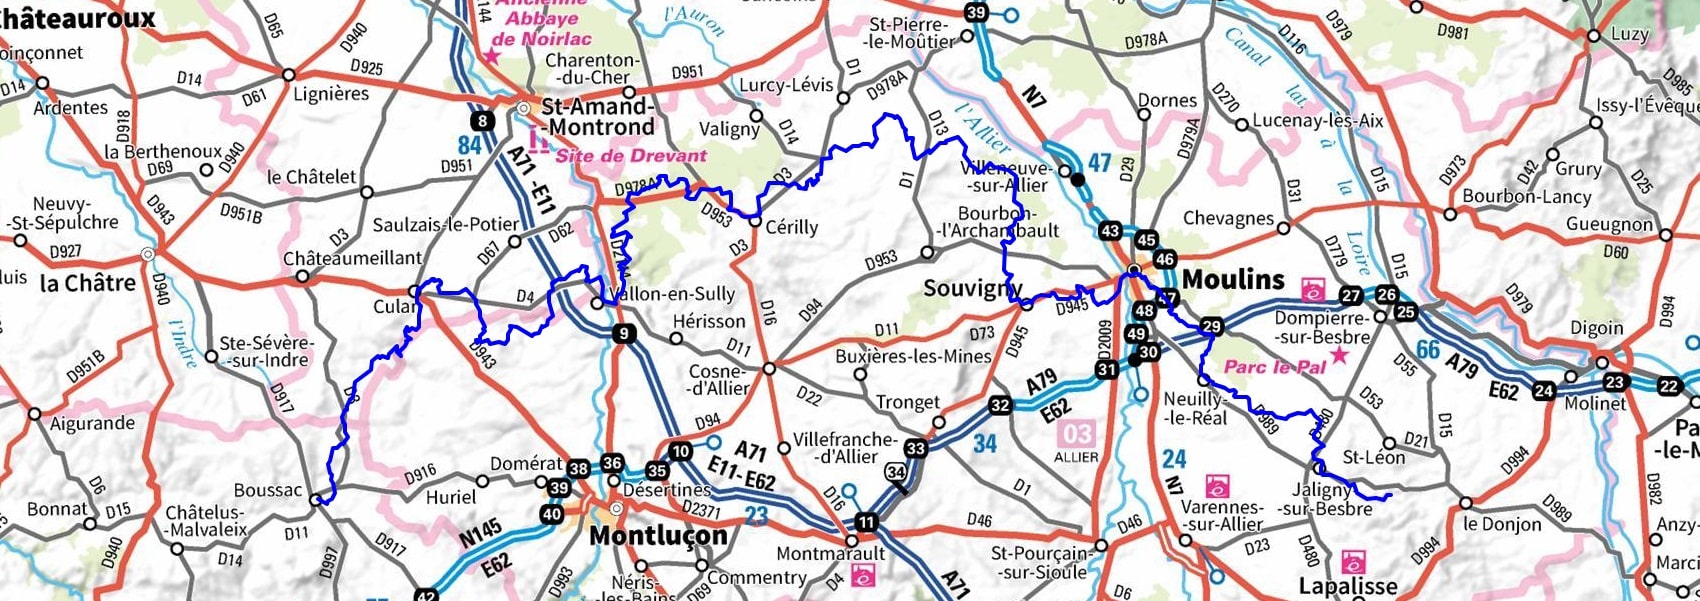 Châteauroux
oinçonnet
D14
Ardentes
D65
D940
D14
D61
D925
Lignières
D918
la Berthenoux
D69
D940
D951B
le Châtelet
D951
D943
Neuvy-
-St-Sépulchre
D927
la Châtre
luis
D940
l'Indre
Ste-Sévère-
-sur-Indre
D951B
D917
Aigurande
D6
Bonnat
D15
D940
Châtelus-
-Malvaleix
D14
D11
Boussac
D997
D917
D916
Huriel
D3
D3
Châteaumeillant
Saulzais-le-Potier
D67
D62
D4
Culan
D943
144
Ancienne
Abbaye
de Noirlac
l'Auron
Charenton-
-du-Cher
D951
8
84
St-Amand-
-Montrond
Site de Drevant
A71 -E11
D978A
Valigny
D14
Lurcy-Lévis
D1
D978A
St-Pierre-
-le-Moûtier
39
N7
D978A
D13
l'Allier
D3
D953
Cérilly
D3
D16
Vallon-en-Sully
9
Hérisson
D11
Cosne-
-d'Allier
D94
D953
D1
Bourbon-
-l'Archambault
Villeneuve-
-sur-Allier
47
Dornes
D29
D979A
D270
Lucenay-les-Aix
D31
Chevagnes
Canal
lat.
à
la
Loire
D116
D979
D981
Luzy
D985
Issy-l'Évêque
Grury
D42
D25
D973
Bourbon-Lancy
Gueugnon
D60
D15
D15
D779
43
45
46
Moulins
Souvigny
D945
D945
D2009
48
49
30
31
29
27
26
25
Dompierre-
-sur-Besbre
Parc le Pal
66
A79
E62
24
23
22
Digoin
Molinet
D979
D994
D11
D73
Buxières-les-Mines
D22
Tronget
A79
E62
32
33
34
34
03
ALLIER
Neuilly-
-le-Réal
D989
D55
D53
D21
D15
St-Léon
Jaligny-
-sur-Besbre
24
N7
Varennes-
-sur-Allier
D23
D480
Lapalisse
D994
D994
D989
le Donjon
D982
Anzy-
Marci
Domérat
38
36
35
39
40
10
D94
A71
E11-E62
Désertines
D2371
23
Montluçon
N145
E62
42
D993
Néris-
-les-Bains
Commentry
D69
Villefranche-
-d'Allier
D16
11
Montmarault
D4
A71
D46
D1
D46
St-Pourçain-
-sur-Sioule
D6